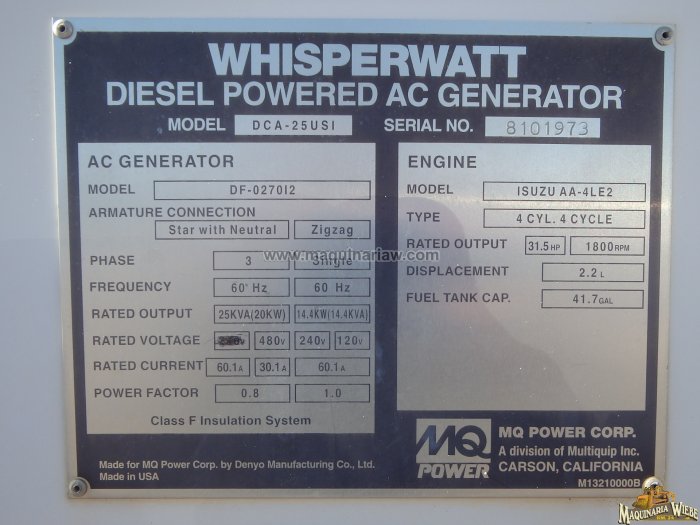 WHISPERWATT
DIESEL POWERED AC GENERATOR
MODEL DCA-25USI SERIAL NO. 8101973
AC GENERATOR
MODEL DF-0270I2
ARMATURE CONNECTION
Star with Neutral Zigzag
PHASE 3 Single
FREQUENCY 60 Hz 60 Hz
RATED OUTPUT 25KVA(20KW) 14.4KW(14.4KVA)
RATED VOLTAGE 480V 240V 120V
RATED CURRENT 60.1A 30.1A 60.1A
POWER FACTOR 0.8 1.0
Class F Insulation System
ENGINE
MODEL ISUZU AA-4LE2
TYPE 4 CYL. 4 CYCLE
RATED OUTPUT 31.5HP 1800RPM
DISPLACEMENT 2.2L
FUEL TANK CAP. 41.7GAL
Made for MQ Power Corp. by Denyo Manufacturing Co., Ltd.
Made in USA
MQ
POWER
MQ POWER CORP.
A division of Multiquip Inc.
CARSON, CALIFORNIA
M13210000B
www.maquinariaw.com
MAQUINARIA WIEBE